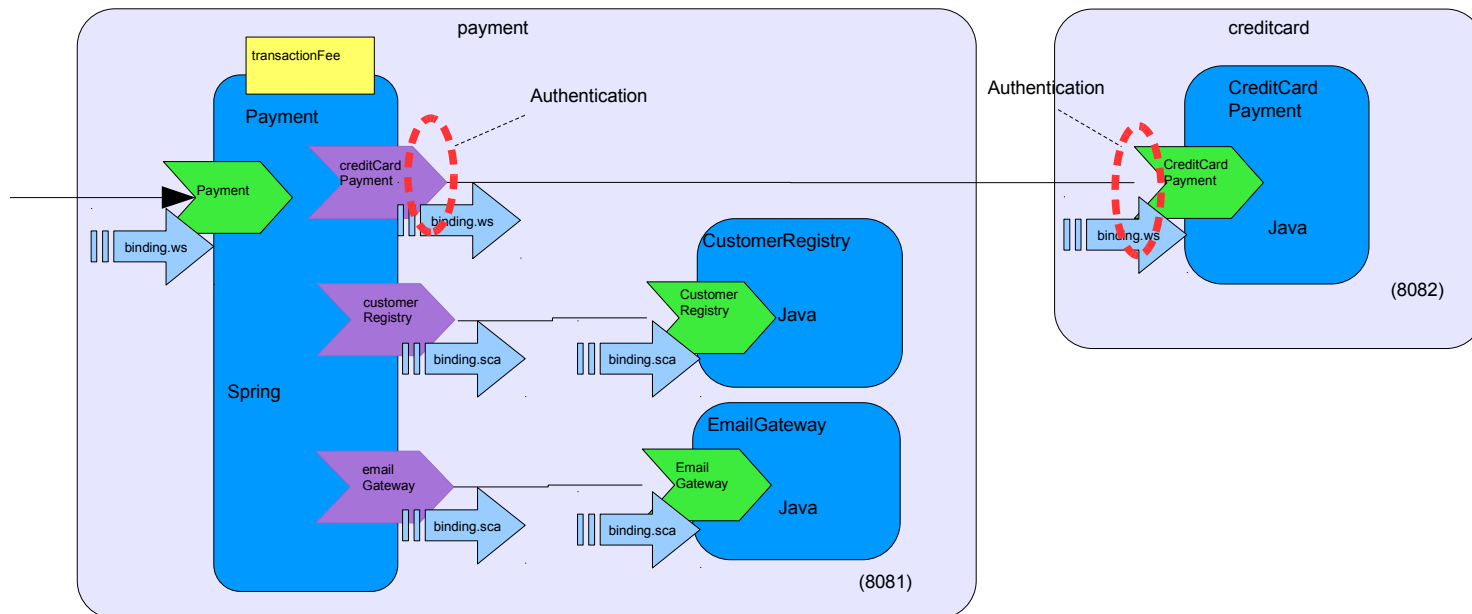 payment
creditcard
transactionFee
Payment
Authentication
creditCard
Payment
Payment
binding.ws
binding.ws
Authentication
CreditCard
Payment
CreditCard
Payment
binding.ws
Java
(8082)
customer
Registry
binding.sca
CustomerRegistry
Customer
Registry
binding.sca
Java
Spring
email
Gateway
binding.sca
EmailGateway
Email
Gateway
binding.sca
Java
(8081)